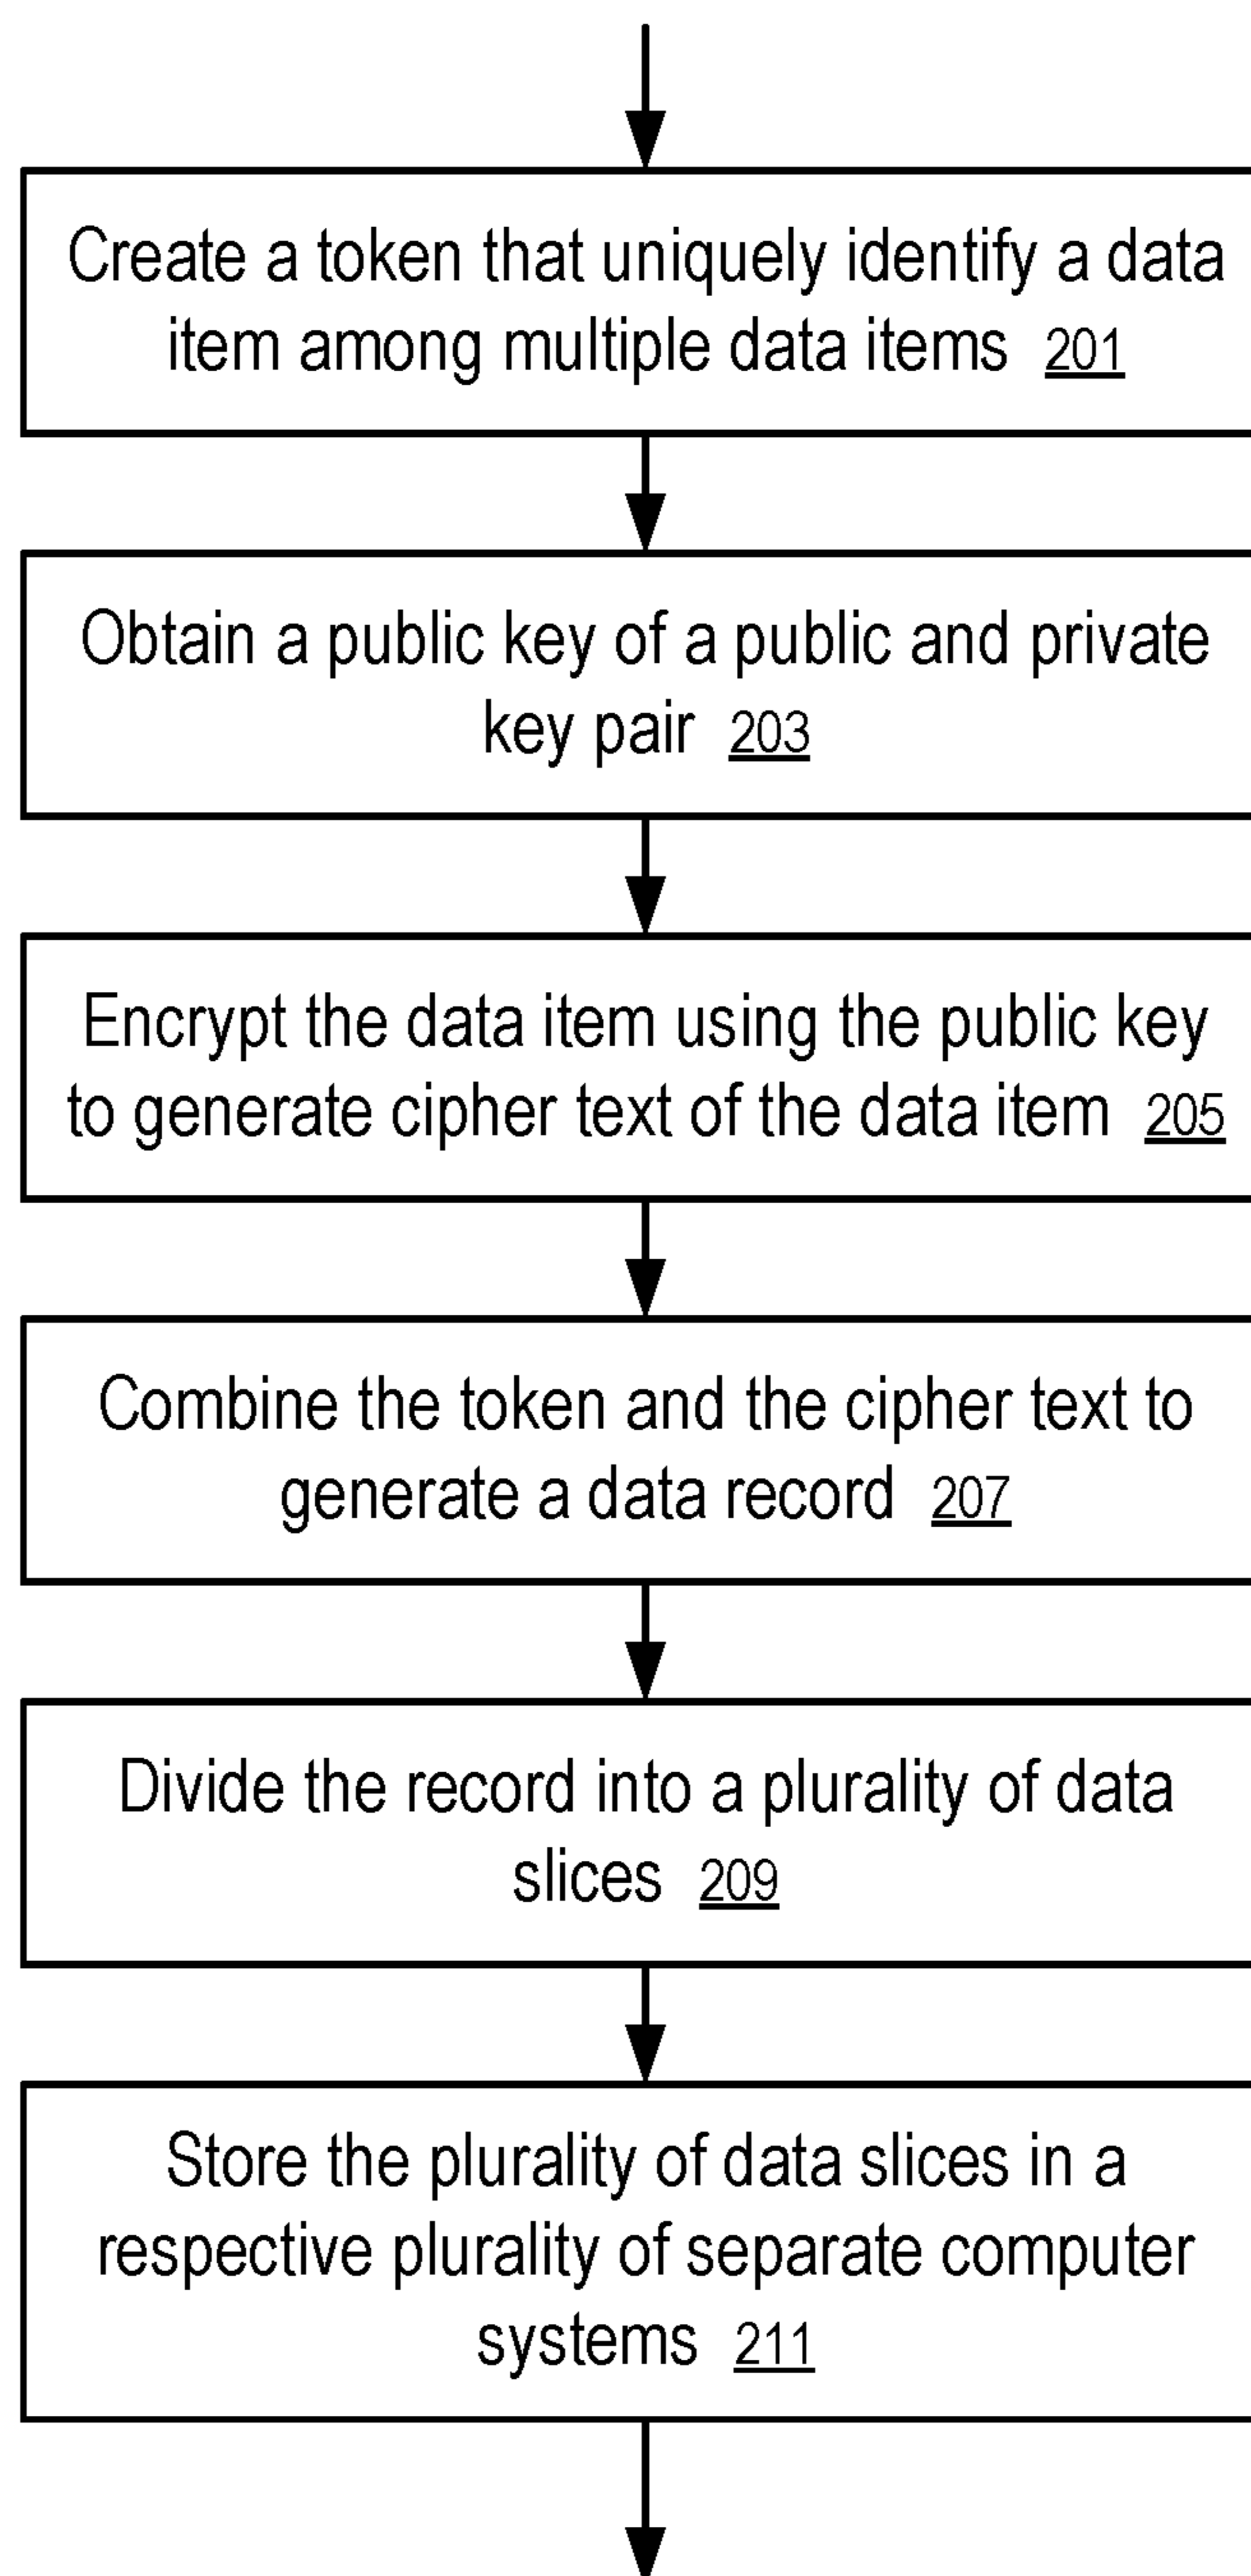 Create a token that uniquely identify a data
item among multiple data items 201
Obtain a public key of a public and private
key pair 203
Encrypt the data item using the public key
to generate cipher text of the data item 205
Combine the token and the cipher text to
generate a data record 207
Divide the record into a plurality of data
slices 209
Store the plurality of data slices in a
respective plurality of separate computer
systems 211